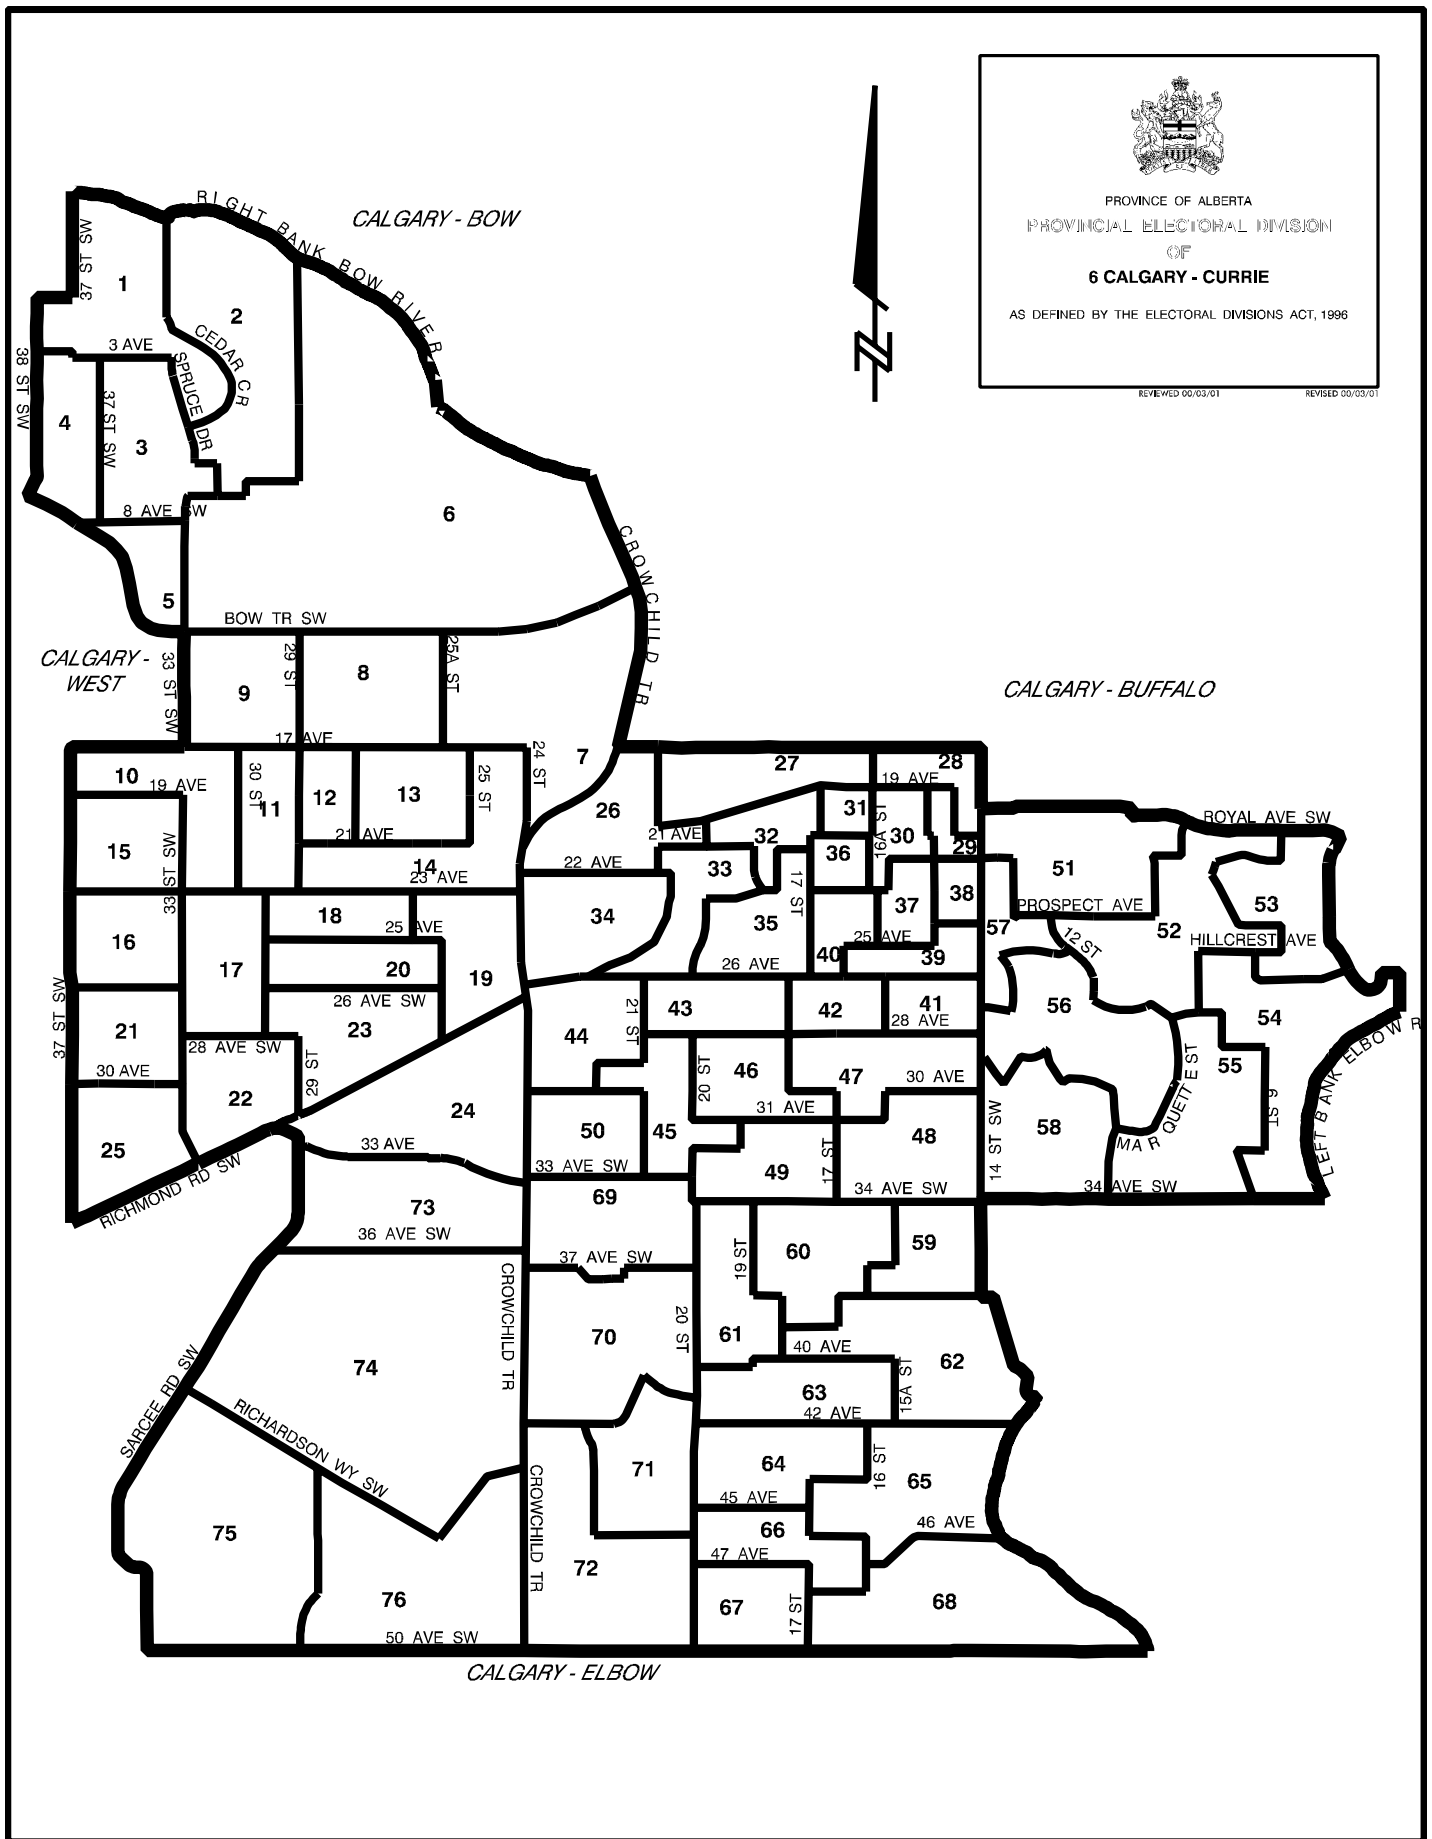 PROVINCE OF ALBERTA
PROVINCIAL ELECTORAL DIVISION
OF
6 CALGARY - CURRIE
AS DEFINED BY THE ELECTORAL DIVISIONS ACT, 1996
REVIEWED 00/03/01
REVISED 00/03/01
N
RIGHT BANK BOW RIVER
CALGARY - BOW
37 ST SW
1
2
CEDAR CR
3 AVE
SPRUCE DR
38 ST SW
37 ST SW
4
3
8 AVE SW
6
CROWCHILD TR
5
BOW TR SW
CALGARY -
WEST
33 ST SW
29 ST
25A ST
9
8
CALGARY - BUFFALO
17 AVE
24 ST
7
10
19 AVE
30 ST
11
12
13
25 ST
21 AVE
14
23 AVE
15
33 ST SW
26
27
28
19 AVE
31
16A ST
30
29
21 AVE
32
22 AVE
33
36
17 ST
38
37
34
35
40
25 AVE
39
26 AVE
ROYAL AVE SW
51
PROSPECT AVE
57
12 ST
52
53
HILLCREST AVE
16
17
18
25 AVE
20
19
26 AVE SW
23
37 ST SW
21
28 AVE SW
29 ST
30 AVE
22
25
RICHMOND RD SW
24
33 AVE
44
21 ST
43
42
41
28 AVE
20 ST
46
47
30 AVE
31 AVE
50
45
33 AVE SW
49
17 ST
48
34 AVE SW
14 ST SW
56
54
55
58
MARQUETTE ST
9 ST
LEFT BANK ELBOW R
34 AVE SW
73
36 AVE SW
69
37 AVE SW
19 ST
60
59
CROWCHILD TR
70
20 ST
61
40 AVE
62
74
63
15A ST
42 AVE
SARCEE RD SW
RICHARDSON WY SW
71
64
16 ST
65
45 AVE
75
CROWCHILD TR
66
46 AVE
72
47 AVE
76
67
17 ST
68
50 AVE SW
CALGARY - ELBOW